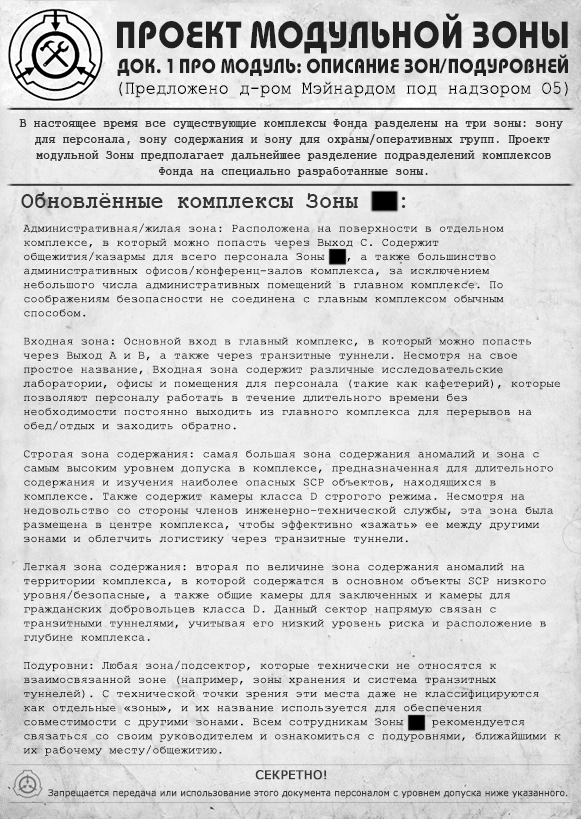 ПРОЕКТ МОДУЛЬНОЙ ЗОНЫ
ДОК. 1 ПРО МОДУЛЬ: ОПИСАНИЕ ЗОН/ПОДУРОВНЕЙ
(Предложено д-ром Мэйнардом под надзором О5)
В настоящее время все существующие комплексы Фонда разделены на три зоны: зону
для персонала, зону содержания и зону для охраны/оперативных групп. Проект
модульной Зоны предполагает дальнейшее разделение подразделений комплексов
Фонда на специально разработанные зоны.
Обновлённые комплексы Зоны :
Административная/жилая зона: Расположена на поверхности в отдельном
комплексе, в который можно попасть через Выход C. Содержит
общежития/казармы для всего персонала Зоны , а также большинство
административных офисов/конференц-залов комплекса, за исключением
небольшого числа административных помещений в главном комплексе. По
соображениям безопасности не соединена с главным комплексом обычным
способом.
Входная зона: Основной вход в главный комплекс, в который можно попасть
через Выход A и B, а также через транзитные туннели. Несмотря на свое
простое название, Входная зона содержит различные исследовательские
лаборатории, офисы и помещения для персонала (такие как кафетерий), которые
позволяют персоналу работать в течение длительного времени без
необходимости постоянно выходить из главного комплекса для перерывов на
обед/отдых и заходить обратно.
Строгая зона содержания: самая большая зона содержания аномалий и зона с
самым высоким уровнем допуска в комплексе, предназначенная для длительного
содержания и изучения наиболее опасных SCP объектов, находящихся в
комплексе. Также содержит камеры класса D строгого режима. Несмотря на
недовольство со стороны членов инженерно-технической службы, эта зона была
размещена в центре комплекса, чтобы эффективно «зажать» ее между другими
зонами и облегчить логистику через транзитные туннели.
Легкая зона содержания: вторая по величине зона содержания аномалий на
территории комплекса, в которой содержатся в основном объекты SCP низкого
уровня/безопасные, а также общие камеры для заключенных и камеры для
гражданских добровольцев класса D. Данный сектор напрямую связан с
транзитными туннелями, учитывая его низкий уровень риска и расположение в
глубине комплекса.
Подуровни: Любая зона/подсектор, которые технически не относятся к
взаимосвязанной зоне (например, зоны хранения и система транзитных
туннелей). С технической точки зрения эти места даже не классифицируются
как отдельные «зоны», и их название используется для обеспечения
совместимости с другими зонами. Всем сотрудникам Зоны рекомендуется
связаться со своим руководителем и ознакомиться с подуровнями, ближайшими к
их рабочему месту/общежитию.
СЕКРЕТНО!
Запрещается передача или использование этого документа персоналом с уровнем допуска ниже указанного.